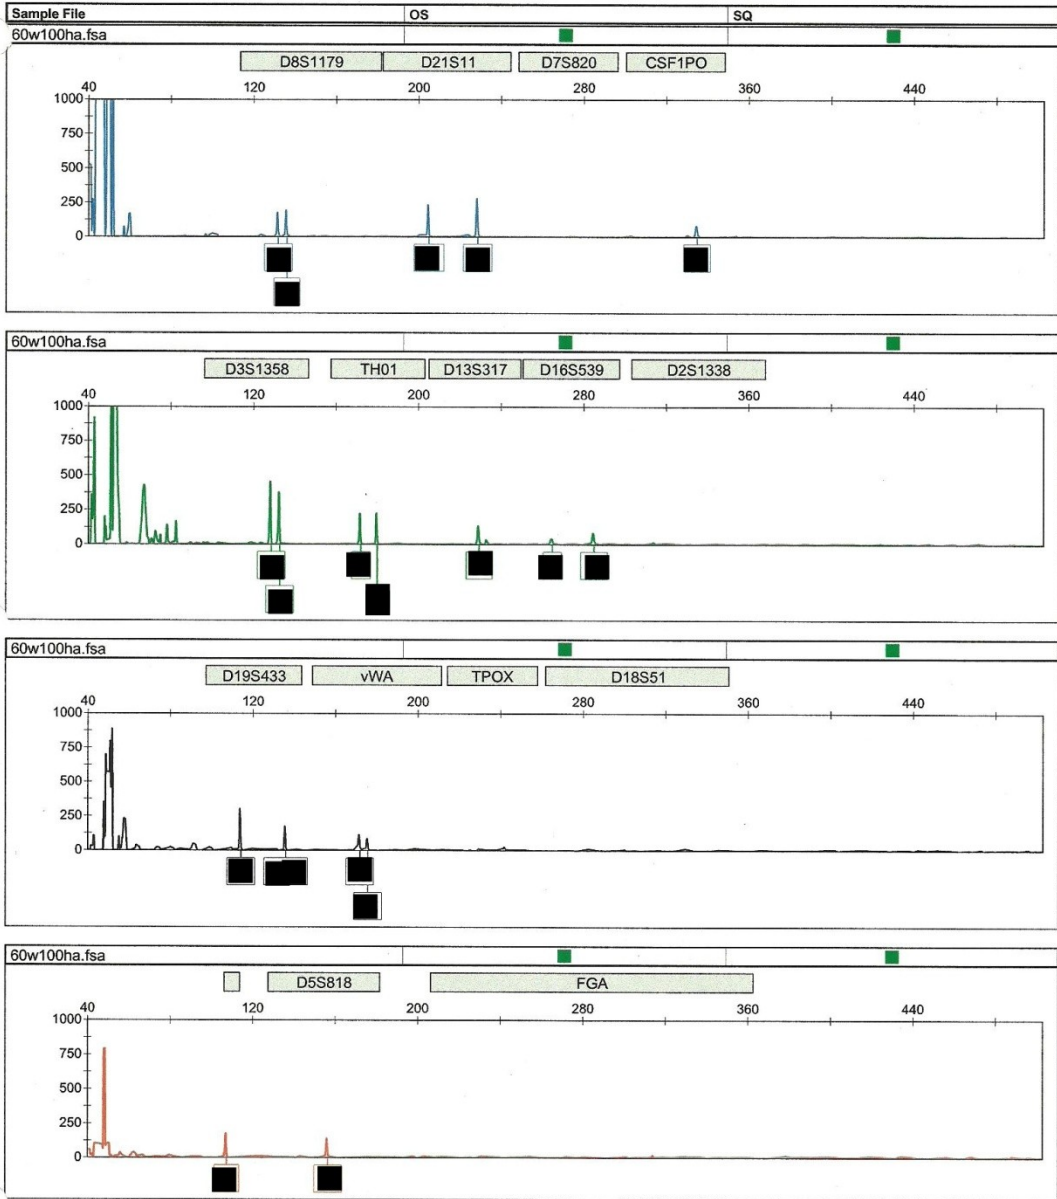 Sample File OS SQ
60w100ha.fsa
D8S1179 D21S11 D7S820 CSF1PO
40 120 200 280 360 440
1000
750
500
250
0
60w100ha.fsa
D3S1358 TH01 D13S317 D16S539 D2S1338
40 120 200 280 360 440
1000
750
500
250
0
60w100ha.fsa
D19S433 vWA TPOX D18S51
40 120 200 280 360 440
1000
750
500
250
0
60w100ha.fsa
D5S818 FGA
40 120 200 280 360 440
1000
750
500
250
0